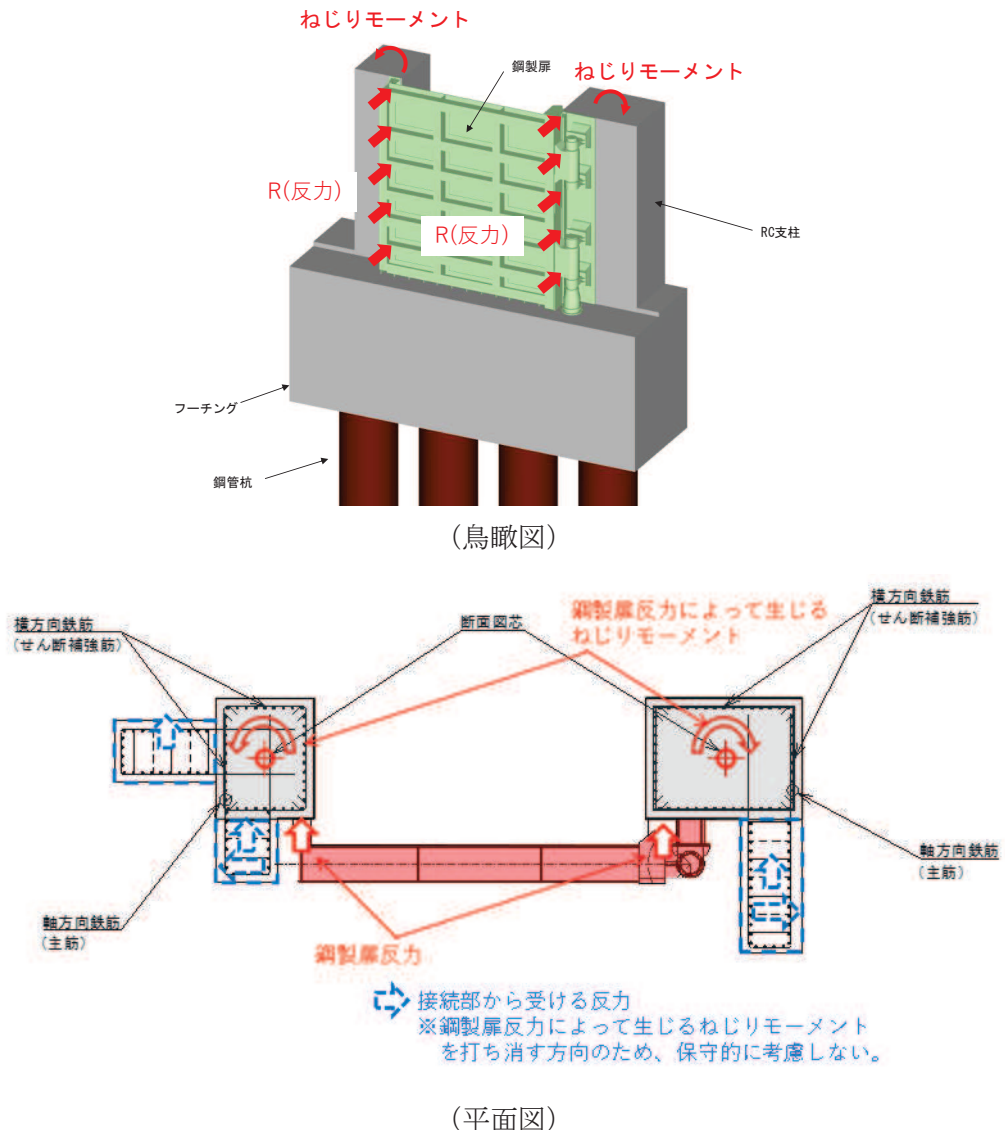 ねじりモーメント
鋼製扉
ねじりモーメント
R(反力)
R(反力)
RC支柱
フーチング
鋼管杭
(鳥瞰図)
横方向鉄筋
(せん断補強筋)
断面図芯
鋼製扉反力によって生じる
ねじりモーメント
横方向鉄筋
(せん断補強筋)
軸方向鉄筋
(主筋)
軸方向鉄筋
(主筋)
鋼製扉反力
接続部から受ける反力
※鋼製扉反力によって生じるねじりモーメント
を打ち消す方向のため、保守的に考慮しない。
(平面図)